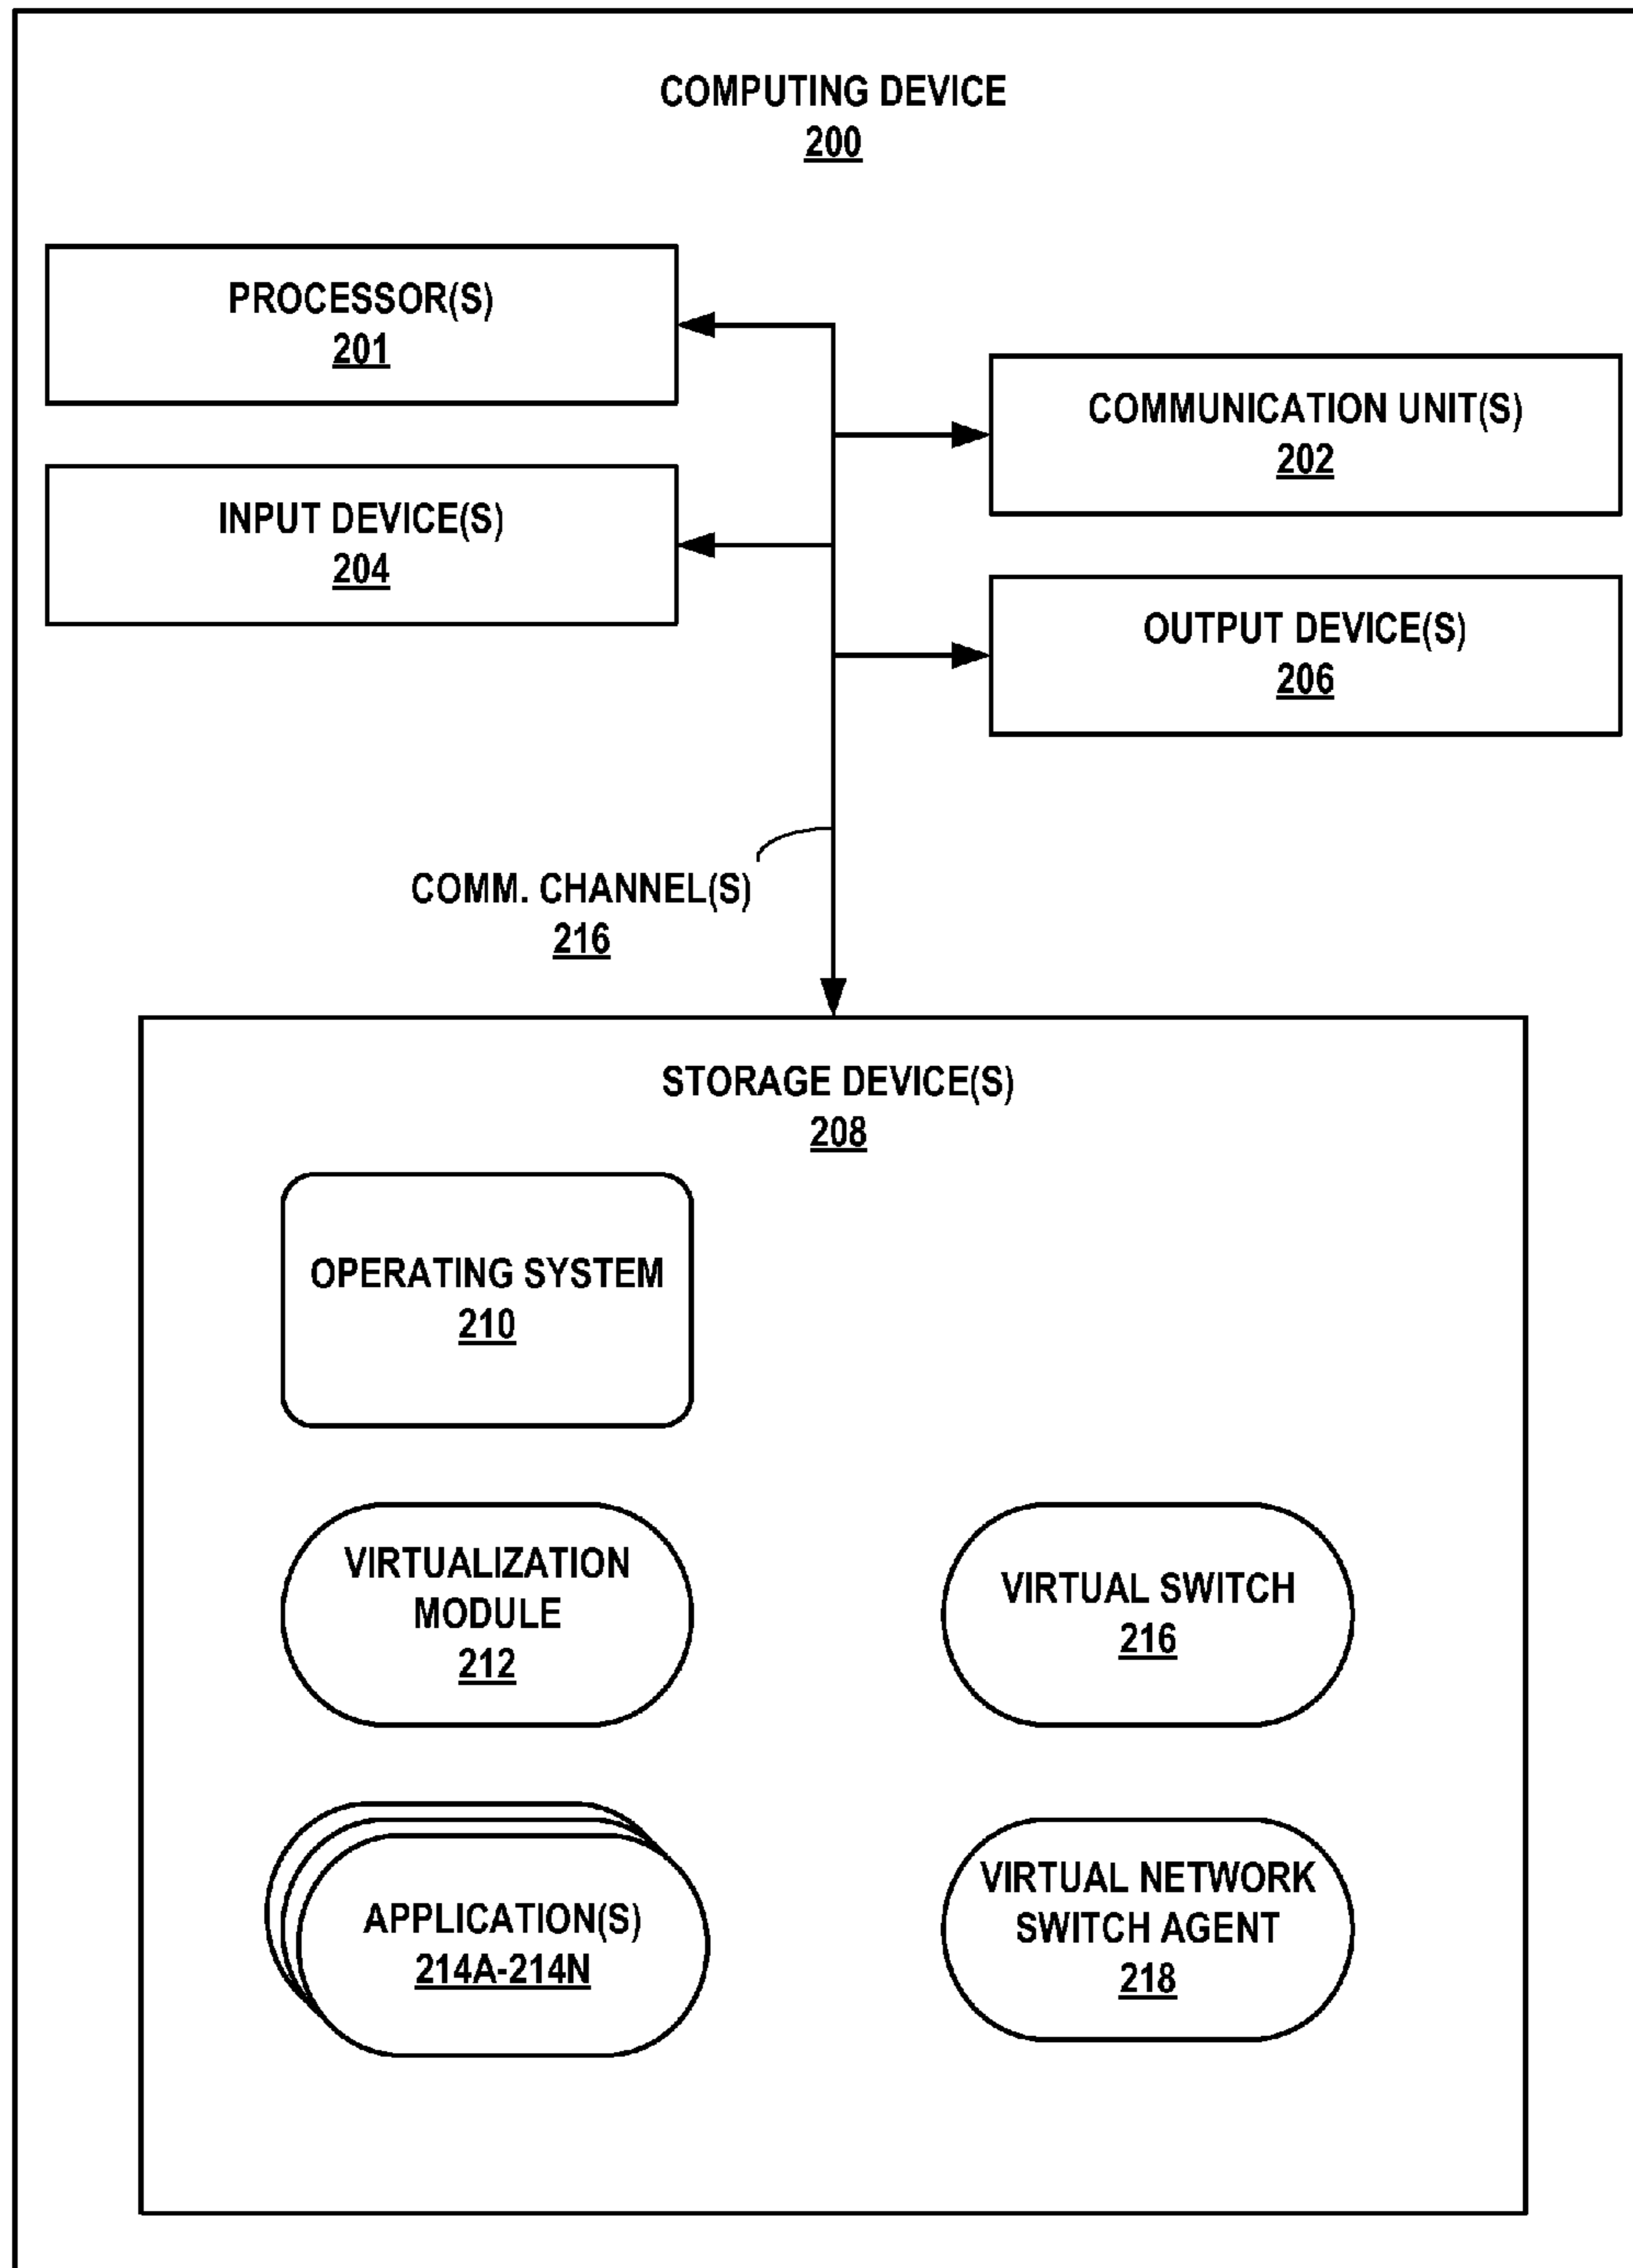 COMPUTING DEVICE
200
PROCESSOR(S)
201
COMMUNICATION UNIT(S)
202
INPUT DEVICE(S)
204
OUTPUT DEVICE(S)
206
COMM. CHANNEL(S)
216
STORAGE DEVICE(S)
208
OPERATING SYSTEM
210
VIRTUALIZATION
MODULE
212
VIRTUAL SWITCH
216
APPLICATION(S)
214A-214N
VIRTUAL NETWORK
SWITCH AGENT
218